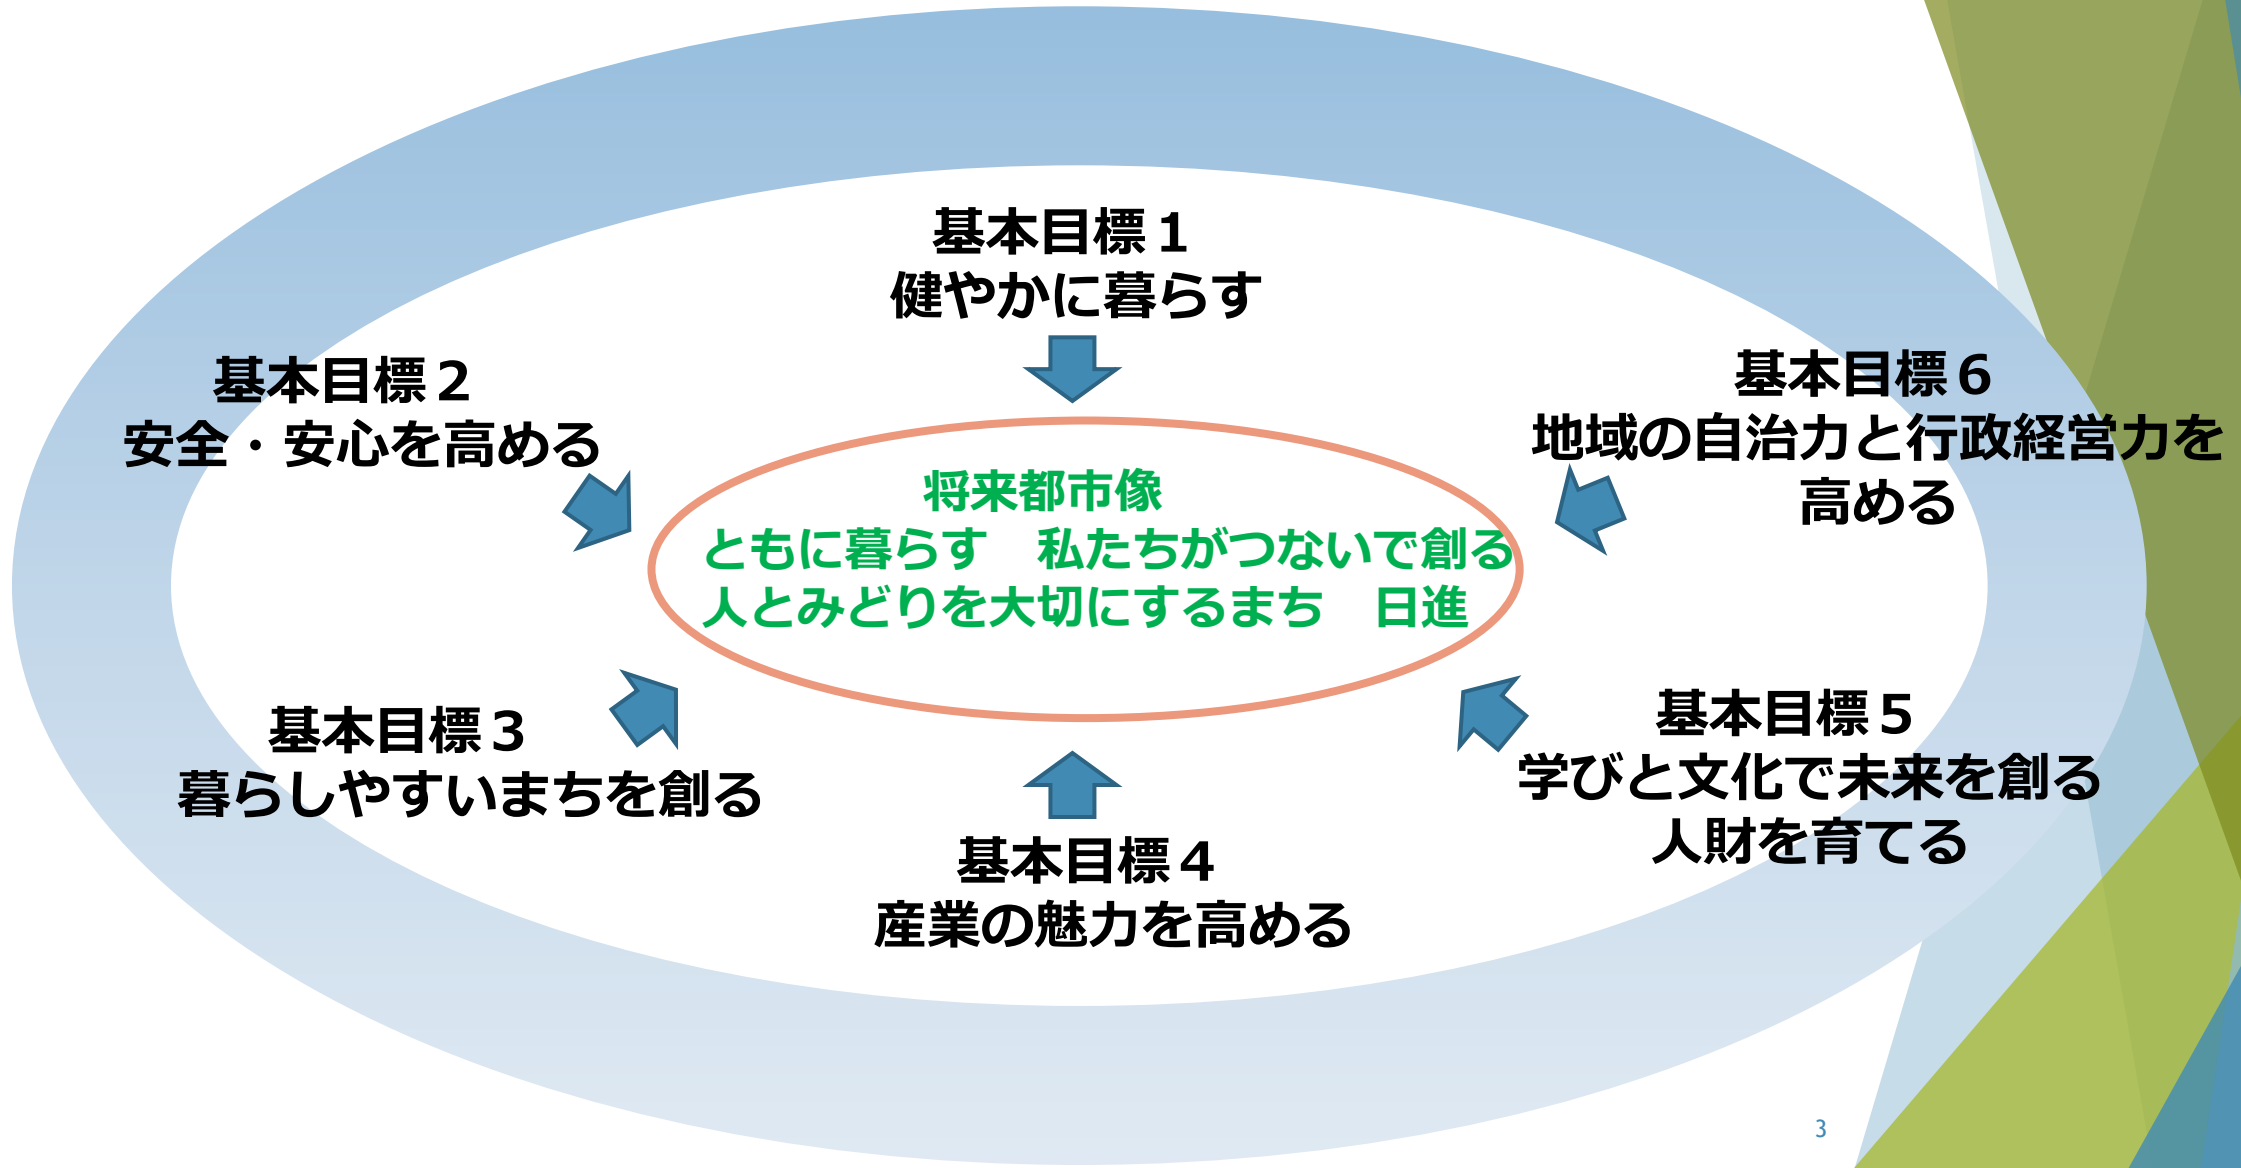 基本目標１
健やかに暮らす
基本目標２
安全・安心を高める
基本目標６
地域の自治力と行政経営力を
高める
将来都市像
ともに暮らす　私たちがつないで創る
人とみどりを大切にするまち　日進
基本目標３
暮らしやすいまちを創る
基本目標５
学びと文化で未来を創る
人財を育てる
基本目標４
産業の魅力を高める
3